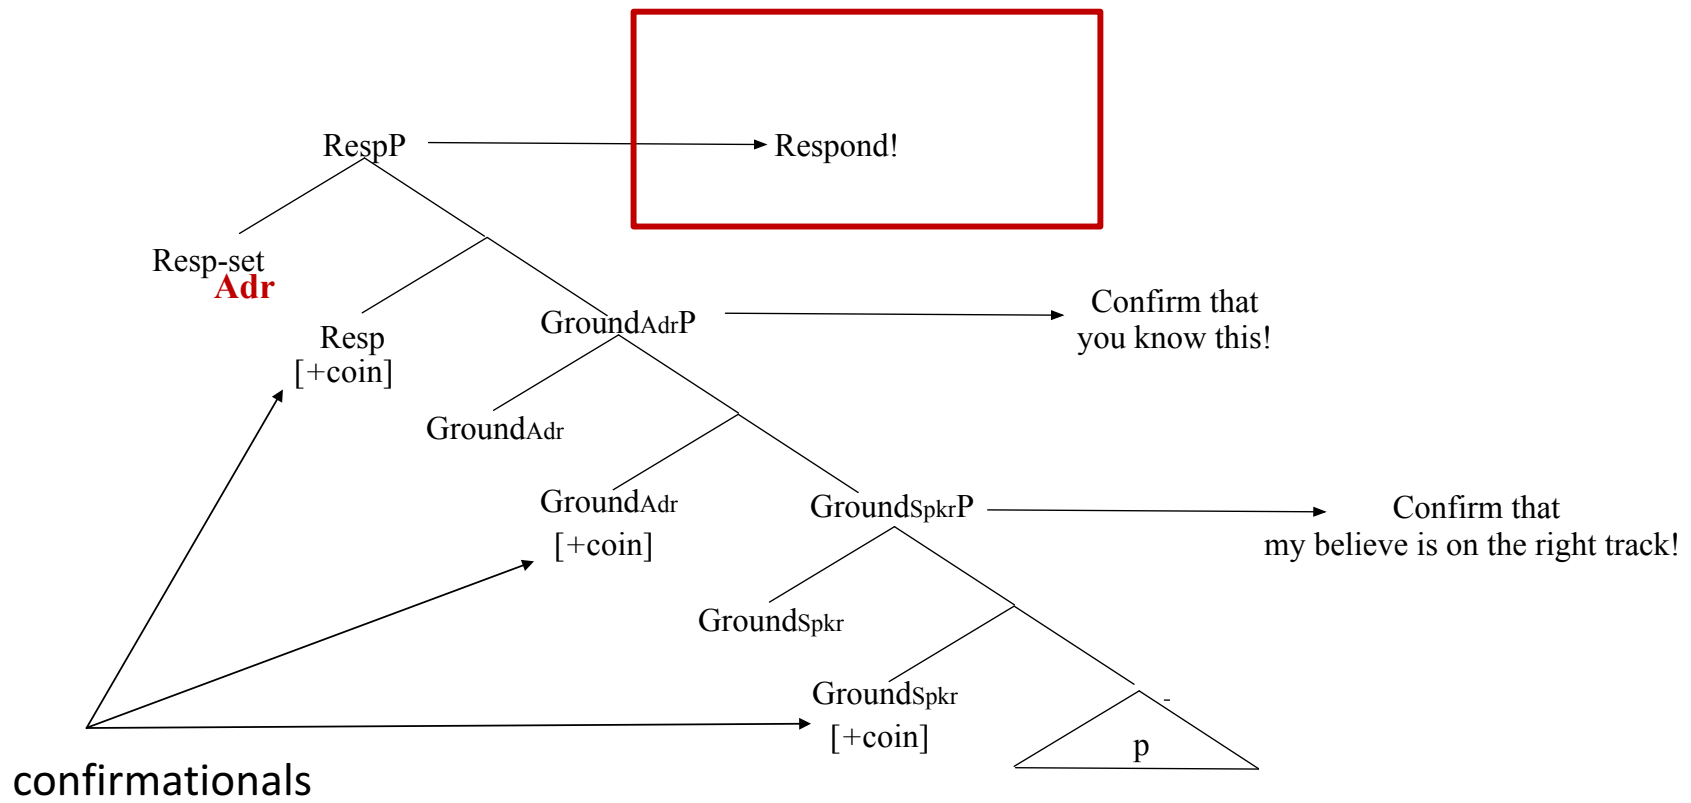 RespP
Respond!
Resp-set
Adr
Confirm that
you know this!
Resp
[+coin]
GroundAdrP
GroundAdr
GroundAdr
[+coin]
GroundSpkrP
Confirm that
my believe is on the right track!
GroundSpkr
GroundSpkr
[+coin]
p
confirmationals